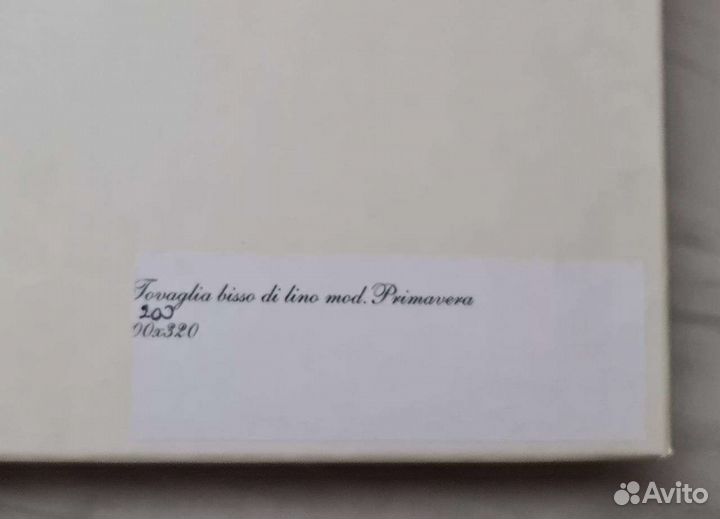 Tovaglia bisso di lino mod. Primavera
200
00x320
Avito